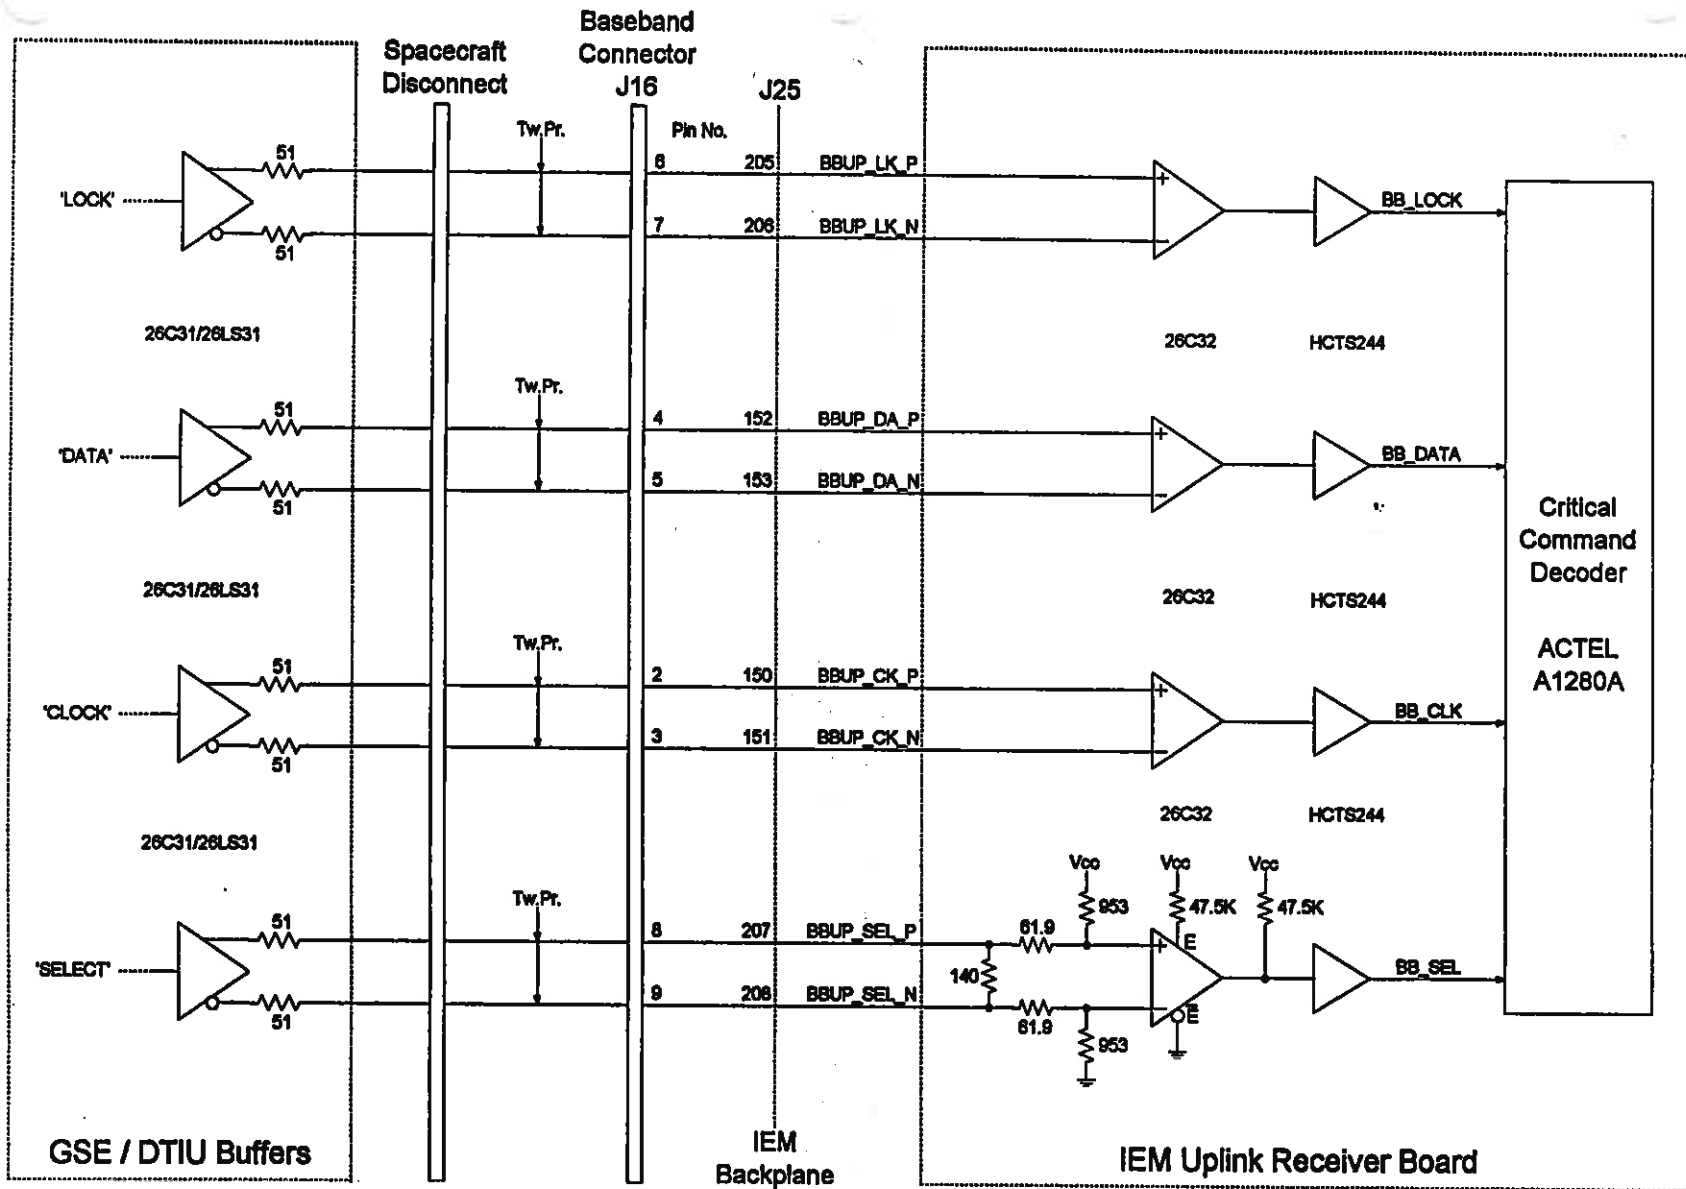 Baseband
Connector
J16
Spacecraft
Disconnect
J25
Tw.Pr.
Pin No.
51
6
205
BBUP_LK_P
'LOCK'
BB_LOCK
7
206
BBUP_LK_N
51
26C31/26LS31
26C32
HCTS244
Tw.Pr.
51
4
152
BBUP_DA_P
'DATA'
BB_DATA
5
153
BBUP_DA_N
51
Critical
Command
Decoder
ACTEL
A1280A
26C31/26LS31
26C32
HCTS244
Tw.Pr.
51
2
150
BBUP_CK_P
'CLOCK'
BB_CLK
3
151
BBUP_CK_N
51
26C31/26LS31
26C32
HCTS244
Vcc
Vcc
Vcc
Tw.Pr.
953
47.5K
47.5K
51
8
207
BBUP_SEL_P
61.9
+
E
'SELECT'
140
BB_SEL
9
208
BBUP_SEL_N
51
61.9
E
953
GSE / DTIU Buffers
IEM
Backplane
IEM Uplink Receiver Board